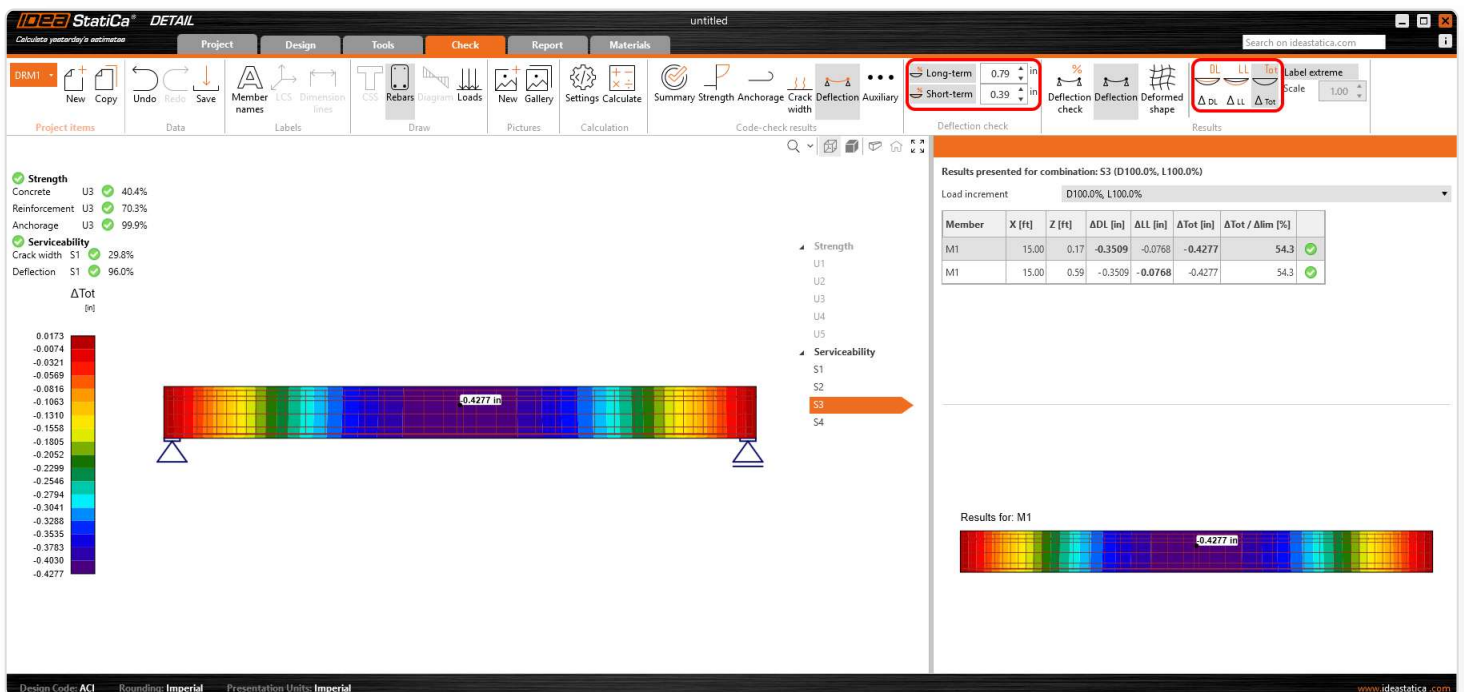 IDEA StatiCa® DETAIL
untitled
Calculate yesterday's estimates
Project Design Tools Check Report Materials
Search on ideastatica.com
i
DRM1
New Copy
Undo Redo Save
Member names
LCS
Dimension lines
CSS Rebars Diagram Loads
New Gallery
Settings Calculate
Summary Strength Anchorage
Crack width
Deflection Auxiliary
Long-term 0.79 in
Short-term 0.39 in
Deflection check
Deflection
Deformed shape
DL LL Tot
Δ DL Δ LL Δ Tot
Label extreme
Scale 1.00
Project items Data Labels Draw Pictures Calculation Code-check results Deflection check Results
Strength
Concrete U3 40.4%
Reinforcement U3 70.3%
Anchorage U3 99.9%
Serviceability
Crack width S1 29.8%
Deflection S1 96.0%
ΔTot
[in]
0.0173
-0.0074
-0.0321
-0.0569
-0.0816
-0.1063
-0.1310
-0.1558
-0.1805
-0.2052
-0.2299
-0.2546
-0.2794
-0.3041
-0.3288
-0.3535
-0.3783
-0.4030
-0.4277
-0.4277 in
Strength
U1
U2
U3
U4
U5
Serviceability
S1
S2
S3
S4
Results presented for combination: S3 (D100.0%, L100.0%)
Load increment D100.0%, L100.0%
Member X [ft] Z [ft] ΔDL [in] ΔLL [in] ΔTot [in] ΔTot / Δlim [%]
M1 15.00 0.17 -0.3509 -0.0768 -0.4277 54.3
M1 15.00 0.59 -0.3509 -0.0768 -0.4277 54.3
Results for: M1
-0.4277 in
Design Code: ACI Rounding: Imperial Presentation Units: Imperial
www.ideastatica.com